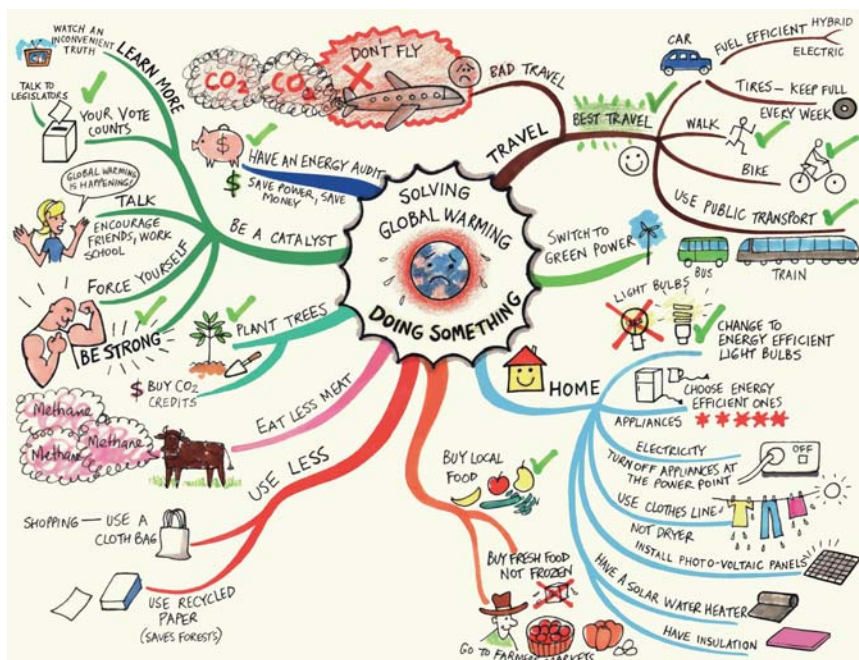 SOLVING
GLOBAL WARMING
DOING SOMETHING
TRAVEL
BAD TRAVEL
DON'T FLY
CO2
CO2
BEST TRAVEL
CAR
FUEL EFFICIENT
HYBRID
ELECTRIC
TIRES – KEEP FULL
EVERY WEEK
WALK
BIKE
USE PUBLIC TRANSPORT
BUS
TRAIN
SWITCH TO
GREEN POWER
HOME
LIGHT BULBS
CHANGE TO
ENERGY EFFICIENT
LIGHT BULBS
CHOOSE ENERGY
EFFICIENT ONES
APPLIANCES
ELECTRICITY
TURN OFF APPLIANCES AT
THE POWER POINT
OFF
USE CLOTHES LINE
NOT DRYER
INSTALL PHOTO-VOLTAIC PANELS
HAVE A SOLAR WATER HEATER
HAVE INSULATION
BUY LOCAL
FOOD
BUY FRESH FOOD
NOT FROZEN
GO TO FARMERS MARKETS
USE LESS
SHOPPING — USE A
CLOTH BAG
USE RECYCLED
PAPER
(SAVES FORESTS)
EAT LESS MEAT
Methane
Methane
Methane
PLANT TREES
$ BUY CO2
CREDITS
BE A CATALYST
LEARN MORE
WATCH AN
INCONVENIENT
TRUTH
TALK TO
LEGISLATORS
YOUR VOTE
COUNTS
GLOBAL WARMING
IS HAPPENING!
TALK
ENCOURAGE
FRIENDS, WORK
SCHOOL
FORCE YOURSELF
BE STRONG
HAVE AN ENERGY AUDIT
$ SAVE POWER, SAVE
MONEY